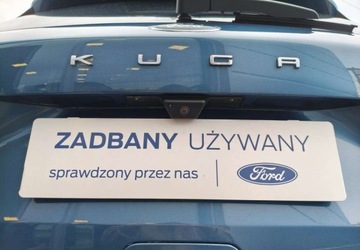 KUGA
ZADBANY UŻYWANY
sprawdzony przez nas Ford